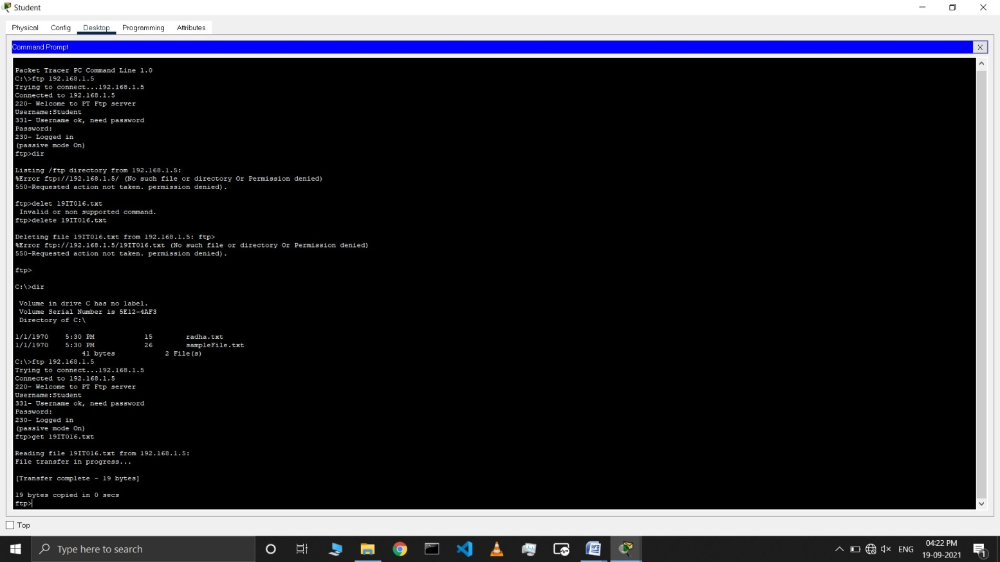 Student
Physical Config Desktop Programming Attributes
Command Prompt
X
Packet Tracer PC Command Line 1.0
C:\>ftp 192.168.1.5
Trying to connect...192.168.1.5
Connected to 192.168.1.5
220- Welcome to PT Ftp server
Username:Student
331- Username ok, need password
Password:
230- Logged in
(passive mode On)
ftp>dir
Listing /ftp directory from 192.168.1.5:
%Error ftp://192.168.1.5/ (No such file or directory Or Permission denied)
550-Requested action not taken. permission denied).
ftp>delet 19IT016.txt
Invalid or non supported command.
ftp>delete 19IT016.txt
Deleting file 19IT016.txt from 192.168.1.5: ftp>
%Error ftp://192.168.1.5/19IT016.txt (No such file or directory Or Permission denied)
550-Requested action not taken. permission denied).
ftp>
C:\>dir
Volume in drive C has no label.
Volume Serial Number is 5E12-4AF3
Directory of C:\
1/1/1970 5:30 PM 15 radha.txt
1/1/1970 5:30 PM 26 sampleFile.txt
41 bytes 2 File(s)
C:\>ftp 192.168.1.5
Trying to connect...192.168.1.5
Connected to 192.168.1.5
220- Welcome to PT Ftp server
Username:Student
331- Username ok, need password
Password:
230- Logged in
(passive mode On)
ftp>get 19IT016.txt
Reading file 19IT016.txt from 192.168.1.5:
File transfer in progress...
[Transfer complete - 19 bytes]
19 bytes copied in 0 secs
ftp>
Top
Type here to search
ENG
04:22 PM
19-09-2021
1